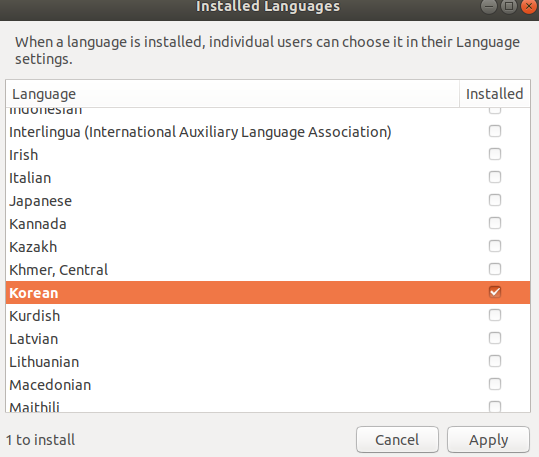 Installed Languages
When a language is installed, individual users can choose it in their Language
settings.
Language Installed
Indonesian
Interlingua (International Auxiliary Language Association)
Irish
Italian
Japanese
Kannada
Kazakh
Khmer, Central
Korean
Kurdish
Latvian
Lithuanian
Macedonian
Maithili
1 to install Cancel Apply